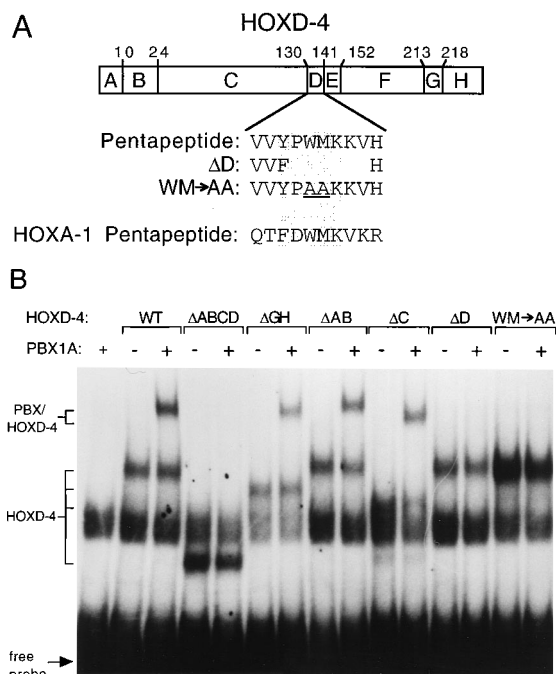 A
HOXD-4
10 24 130 141 152 213 218
A B C D E F G H
Pentapeptide: VVYPWMKKVH
ΔD: VVF H
WM→AA: VVYPAAKKVH
HOXA-1 Pentapeptide: QTFDWMKVKR
B
HOXD-4: WT ΔABCD ΔGH ΔAB ΔC ΔD WM→AA
PBX1A: + - + - + - + - + - + - + - +
PBX/
HOXD-4
HOXD-4
free
probe